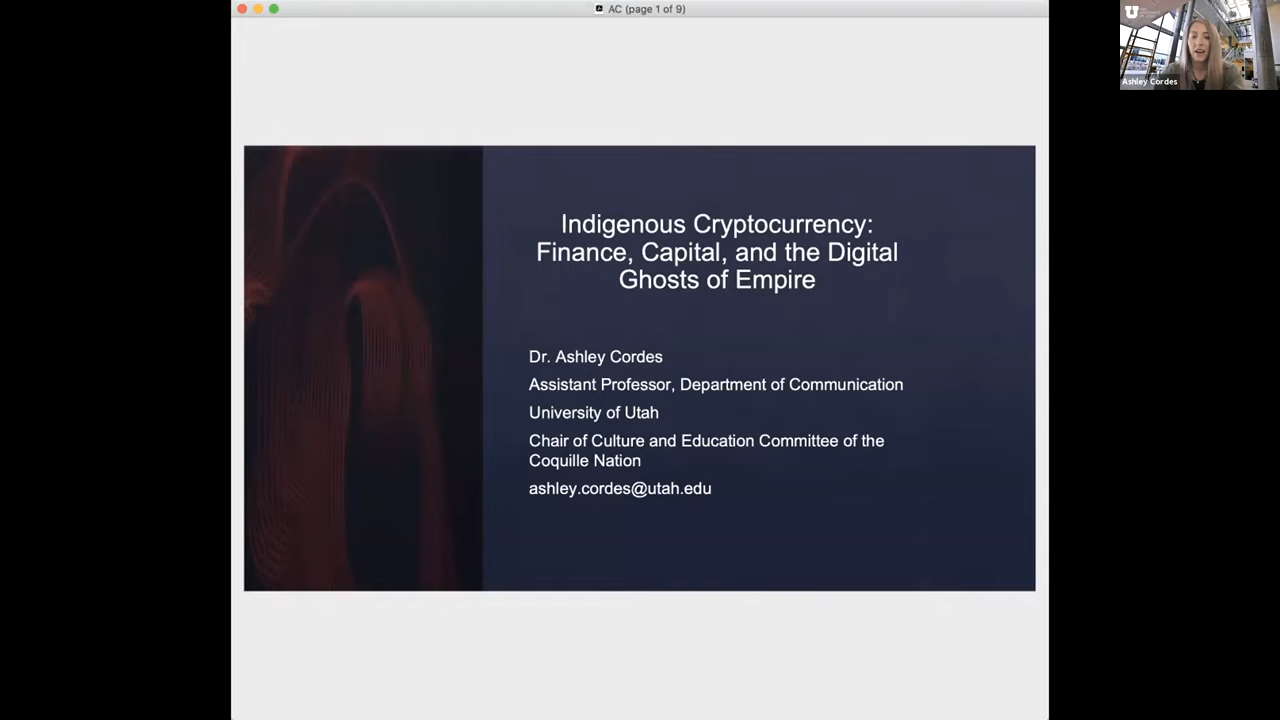 AC (page 1 of 9)
U
Ashley Cordes
Indigenous Cryptocurrency:
Finance, Capital, and the Digital
Ghosts of Empire
Dr. Ashley Cordes
Assistant Professor, Department of Communication
University of Utah
Chair of Culture and Education Committee of the
Coquille Nation
ashley.cordes@utah.edu